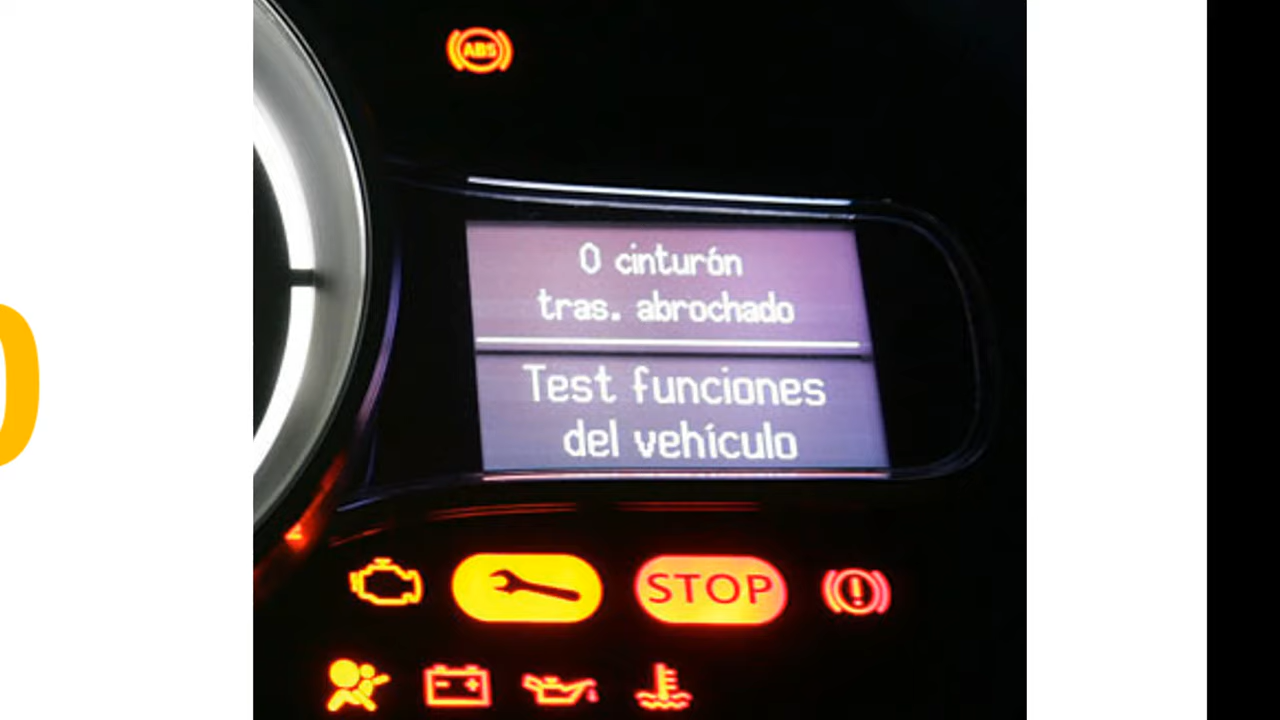 ABS
0 cinturón
tras. abrochado
Test funciones
del vehículo
STOP